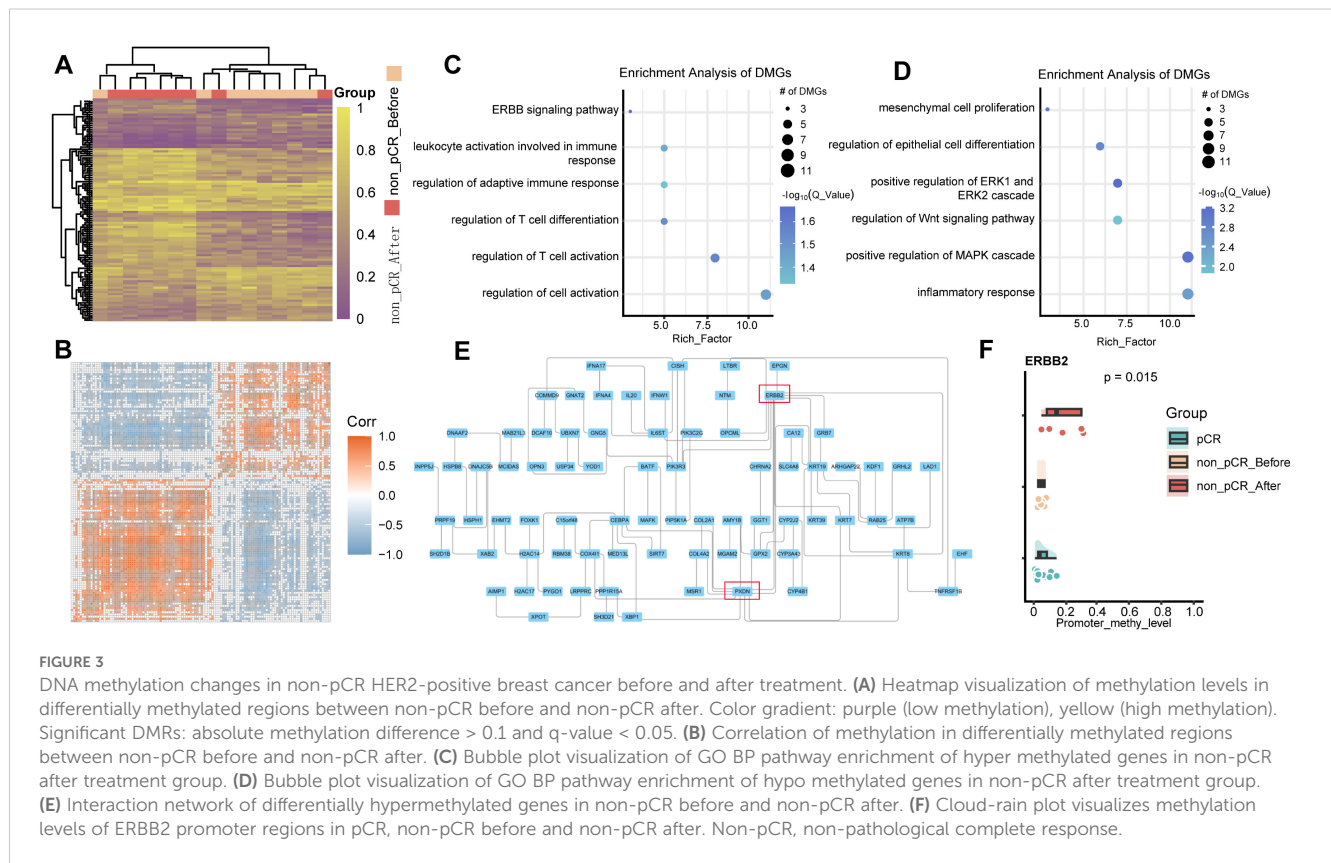 A
Group
non_pCR_Before
non_pCR_After
1
0.8
0.6
0.4
0.2
0
C
Enrichment Analysis of DMGs
ERBB signaling pathway
leukocyte activation involved in immune
response
regulation of adaptive immune response
regulation of T cell differentiation
regulation of T cell activation
regulation of cell activation
5.0 7.5 10.0
Rich_Factor
# of DMGs
3
5
7
9
11
-log10(Q_Value)
1.6
1.5
1.4
D
Enrichment Analysis of DMGs
mesenchymal cell proliferation
regulation of epithelial cell differentiation
positive regulation of ERK1 and
ERK2 cascade
regulation of Wnt signaling pathway
positive regulation of MAPK cascade
inflammatory response
5.0 7.5 10.0
Rich_Factor
# of DMGs
3
5
7
9
11
-log10(Q_Value)
3.2
2.8
2.4
2.0
B
Corr
1.0
0.5
0.0
−0.5
−1.0
E
IFNA17 CISH LTBR EPGN
COMMD9 GNAT2 IFNA4 IL20 IFNW1 NTM ERBB2
DNAAF2 MAB21L3 DCAF16 UBXN7 GNG5 IL6ST PIK3C2G OPCML CA12 GRB7
INPP5J HSPB8 DNAJC5B MCIDAS OPN3 USP34 YOD1 BATF PIK3R3 CHRNA2 SLC4A8 KRT19 ARHGAP22 KDF1 GRHL2 LAD1
PRPF19 HSPH1 EHMT2 FOXK1 C15orf48 CEBPA MAFK PIP5K1A COL2A1 AMY1B GGT1 CYP2J2 KRT39 KRT7 RAB25 ATP7B
SH2D1B XAB2 H2AC14 RBM38 COX4I1 MED13L SIRT7 COL4A2 MGAM2 GPX2 CYP3A43 KRT8 EHF
AIMP1 H2AC17 PYGO1 LRPPRC PPP1R15A MSR1 PXDN CYP4B1 TNFRSF1B
XPOT SH3D21 XBP1
F
ERBB2
p = 0.015
Group
pCR
non_pCR_Before
non_pCR_After
0.0 0.2 0.4 0.6 0.8 1.0
Promoter_methy_level
FIGURE 3
DNA methylation changes in non-pCR HER2-positive breast cancer before and after treatment. (A) Heatmap visualization of methylation levels in
differentially methylated regions between non-pCR before and non-pCR after. Color gradient: purple (low methylation), yellow (high methylation).
Significant DMRs: absolute methylation difference > 0.1 and q-value < 0.05. (B) Correlation of methylation in differentially methylated regions
between non-pCR before and non-pCR after. (C) Bubble plot visualization of GO BP pathway enrichment of hyper methylated genes in non-pCR
after treatment group. (D) Bubble plot visualization of GO BP pathway enrichment of hypo methylated genes in non-pCR after treatment group.
(E) Interaction network of differentially hypermethylated genes in non-pCR before and non-pCR after. (F) Cloud-rain plot visualizes methylation
levels of ERBB2 promoter regions in pCR, non-pCR before and non-pCR after. Non-pCR, non-pathological complete response.